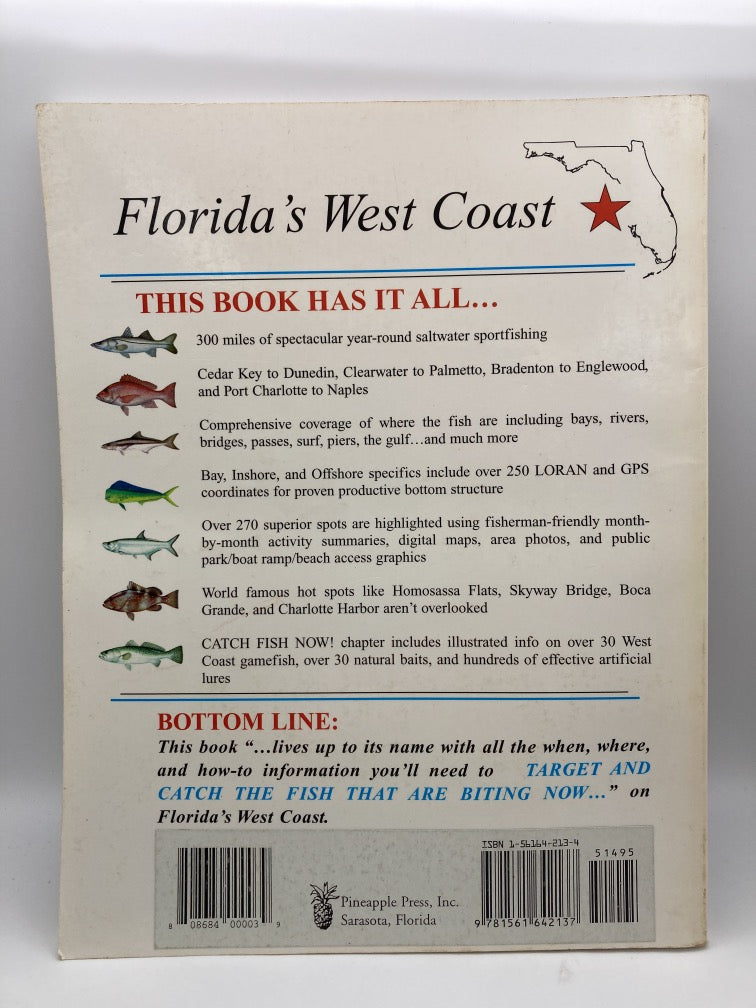 Florida's West Coast
THIS BOOK HAS IT ALL…
300 miles of spectacular year-round saltwater sportfishing
Cedar Key to Dunedin, Clearwater to Palmetto, Bradenton to Englewood,
and Port Charlotte to Naples
Comprehensive coverage of where the fish are including bays, rivers,
bridges, passes, surf, piers, the gulf…and much more
Bay, Inshore, and Offshore specifics include over 250 LORAN and GPS
coordinates for proven productive bottom structure
Over 270 superior spots are highlighted using fisherman-friendly month-
by-month activity summaries, digital maps, area photos, and public
park/boat ramp/beach access graphics
World famous hot spots like Homosassa Flats, Skyway Bridge, Boca
Grande, and Charlotte Harbor aren't overlooked
CATCH FISH NOW! chapter includes illustrated info on over 30 West
Coast gamefish, over 30 natural baits, and hundreds of effective artificial
lures
BOTTOM LINE:
This book “…lives up to its name with all the when, where,
and how-to information you'll need to TARGET AND
CATCH THE FISH THAT ARE BITING NOW…” on
Florida's West Coast.
ISBN 1-56164-213-4
51495
Pineapple Press, Inc.
Sarasota, Florida
8 08684 00003 9
9 781561 642137